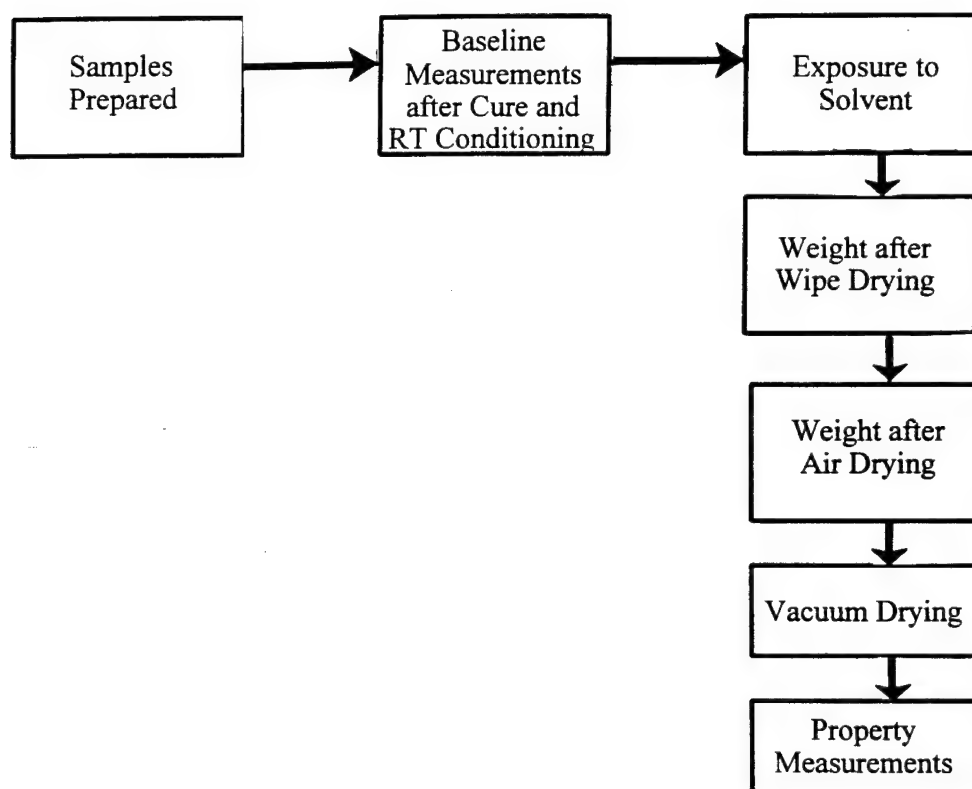 Samples
Prepared
Baseline
Measurements
after Cure and
RT Conditioning
Exposure to
Solvent
Weight after
Wipe Drying
Weight after
Air Drying
Vacuum Drying
Property
Measurements